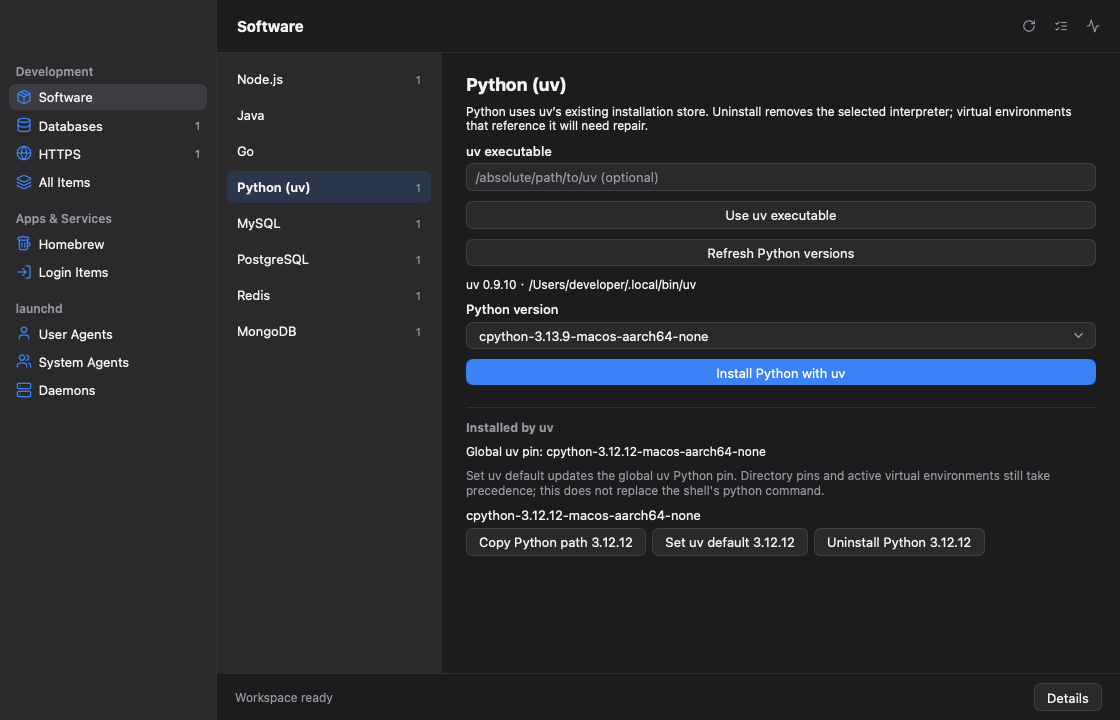 Software
Development
Software
Databases 1
HTTPS 1
All Items
Apps & Services
Homebrew
Login Items
launchd
User Agents
System Agents
Daemons
Node.js 1
Java
Go
Python (uv) 1
MySQL 1
PostgreSQL 1
Redis 1
MongoDB 1
Python (uv)
Python uses uv’s existing installation store. Uninstall removes the selected interpreter; virtual environments
that reference it will need repair.
uv executable
/absolute/path/to/uv (optional)
Use uv executable
Refresh Python versions
uv 0.9.10 · /Users/developer/.local/bin/uv
Python version
cpython-3.13.9-macos-aarch64-none
Install Python with uv
Installed by uv
Global uv pin: cpython-3.12.12-macos-aarch64-none
Set uv default updates the global uv Python pin. Directory pins and active virtual environments still take
precedence; this does not replace the shell's python command.
cpython-3.12.12-macos-aarch64-none
Copy Python path 3.12.12 Set uv default 3.12.12 Uninstall Python 3.12.12
Workspace ready Details